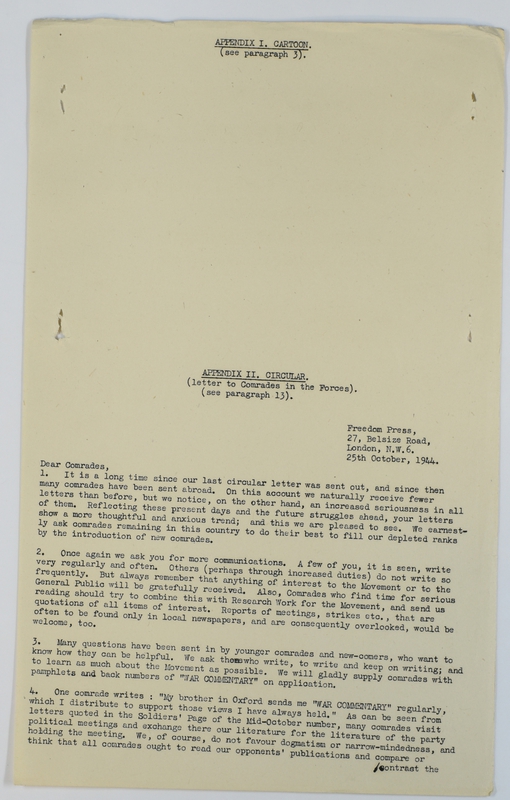 APPENDIX I. CARTOON.
(see paragraph 3).
APPENDIX II. CIRCULAR.
(letter to Comrades in the Forces).
(see paragraph 13).
Freedom Press,
27, Belsize Road,
London, N.W.6.
25th October, 1944.
Dear Comrades,
1. It is a long time since our last circular letter was sent out, and since then
many comrades have been sent abroad. On this account we naturally receive fewer
letters than before, but we notice, on the other hand, an increased seriousness in all
of them. Reflecting these present days and the future struggles ahead, your letters
show a more thoughtful and anxious trend; and this we are pleased to see. We earnest-
ly ask comrades remaining in this country to do their best to fill our depleted ranks
by the introduction of new comrades.
2. Once again we ask you for more communications. A few of you, it is seen, write
very regularly and often. Others (perhaps through increased duties) do not write so
frequently. But always remember that anything of interest to the Movement or to the
General Public will be gratefully received. Also, Comrades who find time for serious
reading should try to combine this with Research Work for the Movement, and send us
quotations of all items of interest. Reports of meetings, strikes etc., that are
often to be found only in local newspapers, and are consequently overlooked, would be
welcome, too.
3. Many questions have been sent in by younger comrades and new-comers, who want to
know how they can be helpful. We ask themwho write, to write and keep on writing; and
to learn as much about the Movement as possible. We will gladly supply comrades with
pamphlets and back numbers of "WAR COMMENTARY" on application.
4. One comrade writes : "My brother in Oxford sends me "WAR COMMENTARY" regularly,
which I distribute to support those views I have always held." As can be seen from
letters quoted in the Soldiers' Page of the Mid-October number, many comrades visit
political meetings and exchange there our literature for the literature of the party
holding the meeting. We, of course, do not favour dogmatism or narrow-mindedness, and
think that all comrades ought to read our opponents' publications and compare or
/contrast the